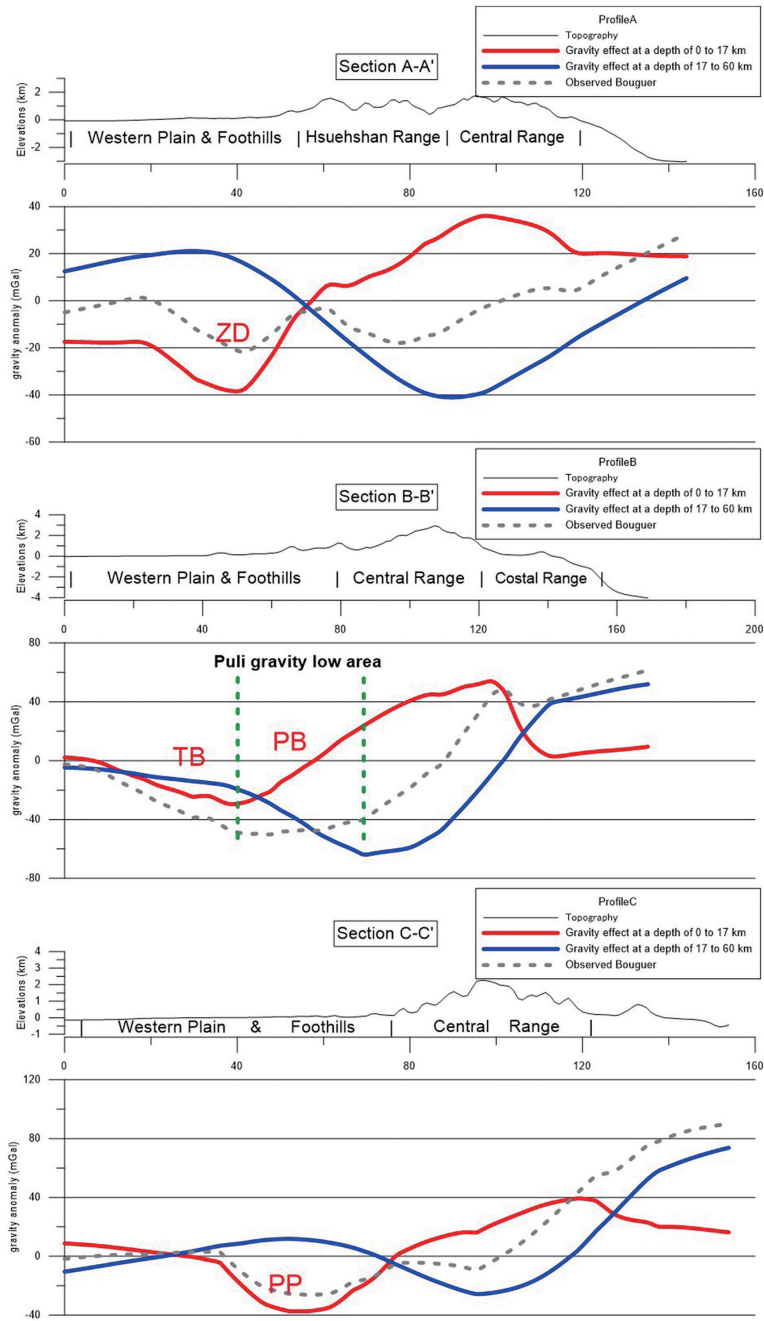 ProfileA
Topography
Gravity effect at a depth of 0 to 17 km
Gravity effect at a depth of 17 to 60 km
Observed Bouguer
Section A-A'
Elevations (km)
2
0
-2
Western Plain & Foothills
Hsuehshan Range
Central Range
0
40
80
120
160
gravity anomaly (mGal)
40
20
0
-20
-40
-60
ZD
ProfileB
Topography
Gravity effect at a depth of 0 to 17 km
Gravity effect at a depth of 17 to 60 km
Observed Bouguer
Section B-B'
Elevations (km)
4
2
0
-2
-4
Western Plain & Foothills
Central Range
Costal Range
0
40
80
120
160
200
gravity anomaly (mGal)
80
40
0
-40
-80
Puli gravity low area
TB
PB
ProfileC
Topography
Gravity effect at a depth of 0 to 17 km
Gravity effect at a depth of 17 to 60 km
Observed Bouguer
Section C-C'
Elevations (km)
4
3
2
1
0
-1
Western Plain & Foothills
Central Range
0
40
80
120
160
gravity anomaly (mGal)
120
80
40
0
-40
PP